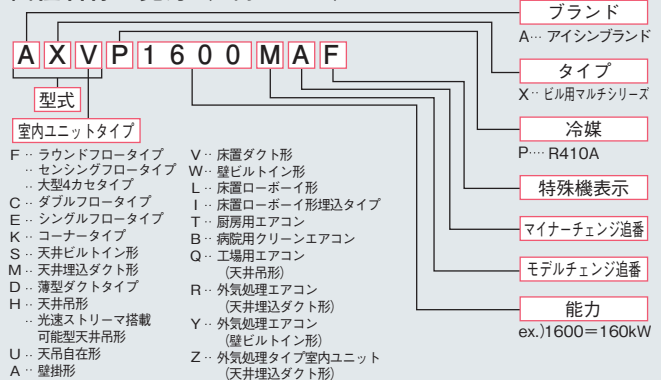 ブランド
A… アイシンブランド
AXVP1600MAF
タイプ
X‥ ビル用マルチシリーズ
型式
冷媒
P‥‥ R410A
室内ユニットタイプ
特殊機表示
マイナーチェンジ追番
モデルチェンジ追番
能力
ex.)1600＝160kW
F ‥ ラウンドフロータイプ
‥ センシングフロータイプ
‥ 大型4カセタイプ
C ‥ ダブルフロータイプ
E ‥ シングルフロータイプ
K ‥ コーナータイプ
S ‥ 天井ビルトイン形
M ‥ 天井埋込ダクト形
D ‥ 薄型ダクトタイプ
H ‥ 天井吊形
‥ 光速ストリーマ搭載
可能型天井吊形
U ‥ 天吊自在形
A ‥ 壁掛形
V ‥ 床置ダクト形
W ‥ 壁ビルトイン形
L ‥ 床置ローボーイ形
I ‥ 床置ローボーイ形埋込タイプ
T ‥ 厨房用エアコン
B ‥ 病院用クリーンエアコン
Q ‥ 工場用エアコン
(天井吊形)
R ‥ 外気処理エアコン
(天井埋込ダクト形)
Y ‥ 外気処理エアコン
(壁ビルトイン形)
Z ‥ 外気処理タイプ室内ユニット
(天井埋込ダクト形)